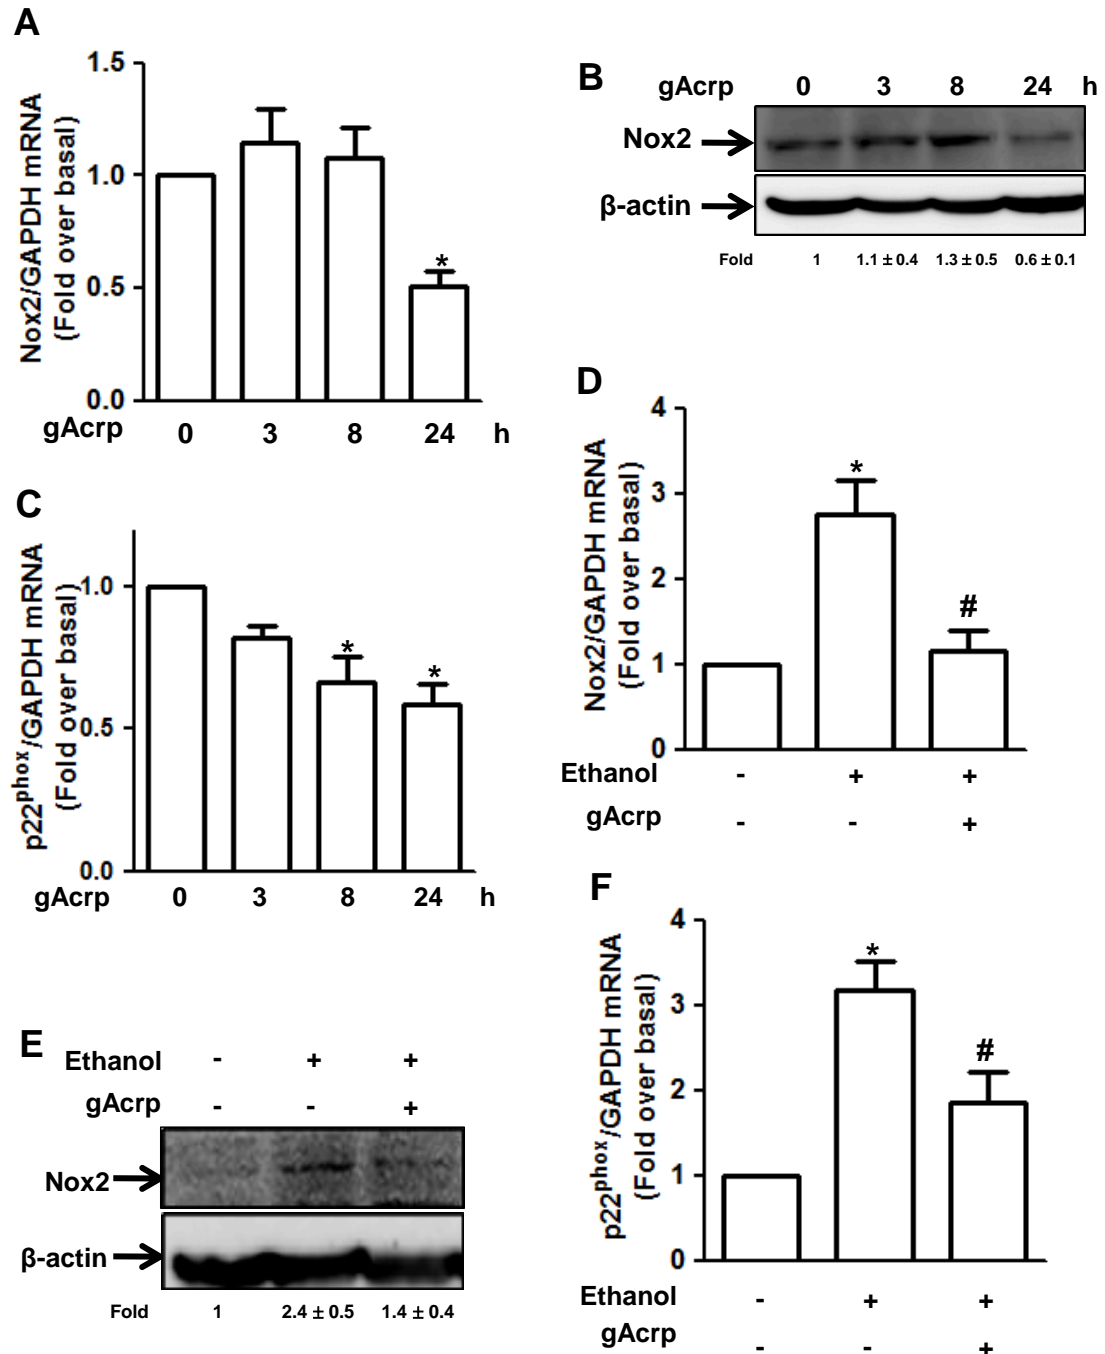 A
Nox2/GAPDH mRNA
(Fold over basal)
1.5
1.0
0.5
0.0
*
gAcrp 0 3 8 24 h
B
gAcrp 0 3 8 24 h
Nox2
β-actin
Fold 1 1.1 ± 0.4 1.3 ± 0.5 0.6 ± 0.1
C
p22phox/GAPDH mRNA
(Fold over basal)
1.0
0.5
0.0
* *
gAcrp 0 3 8 24 h
D
Nox2/GAPDH mRNA
(Fold over basal)
4
3
2
1
0
*
#
Ethanol - + +
gAcrp - - +
E
Ethanol - + +
gAcrp - - +
Nox2
β-actin
Fold 1 2.4 ± 0.5 1.4 ± 0.4
F
p22phox/GAPDH mRNA
(Fold over basal)
4
3
2
1
0
*
#
Ethanol - + +
gAcrp - - +